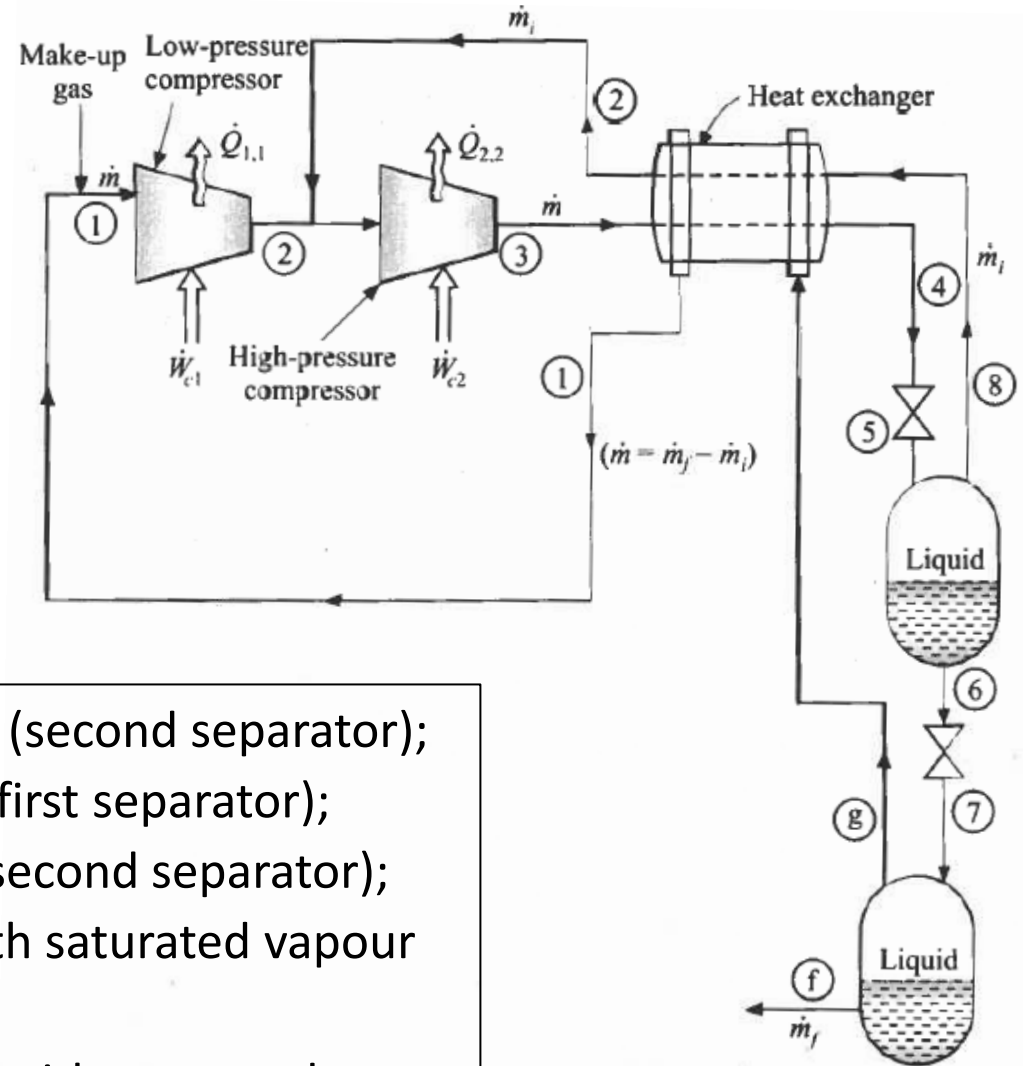 ṁᵢ
Make-up
gas
Low-pressure
compressor
Q̇₁,₁
Q̇₂,₂
②
Heat exchanger
ṁ
①
②
ṁ
③
④
ṁᵢ
Ẇc1
High-pressure
compressor
Ẇc2
①
⑤
⑧
(ṁ = ṁf − ṁᵢ)
Liquid
⑥
(second separator);
first separator);
second separator);
th saturated vapour
ⓖ
⑦
Liquid
ⓕ
ṁf